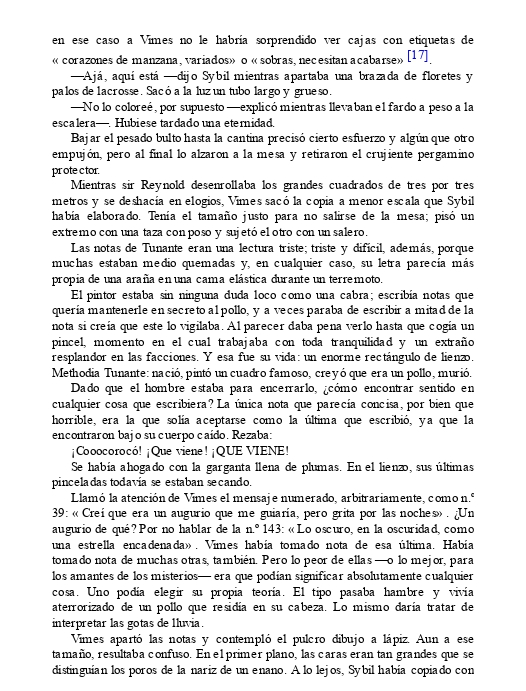 en ese caso a Vimes no le habría sorprendido ver cajas con etiquetas de
« corazones de manzana, variados» o « sobras, necesitan acabarse» [17].
—Ajá, aquí está —dijo Sybil mientras apartaba una brazada de floretes y
palos de lacrosse. Sacó a la luz un tubo largo y grueso.
—No lo coloreé, por supuesto —explicó mientras llevaban el fardo a peso a la
escalera—. Hubiese tardado una eternidad.
Bajar el pesado bulto hasta la cantina precisó cierto esfuerzo y algún que otro
empujón, pero al final lo alzaron a la mesa y retiraron el crujiente pergamino
protector.
Mientras sir Reynold desenrollaba los grandes cuadrados de tres por tres
metros y se deshacía en elogios, Vimes sacó la copia a menor escala que Sybil
había elaborado. Tenía el tamaño justo para no salirse de la mesa; pisó un
extremo con una taza con poso y sujetó el otro con un salero.
Las notas de Tunante eran una lectura triste; triste y difícil, además, porque
muchas estaban medio quemadas y, en cualquier caso, su letra parecía más
propia de una araña en una cama elástica durante un terremoto.
El pintor estaba sin ninguna duda loco como una cabra; escribía notas que
quería mantenerle en secreto al pollo, y a veces paraba de escribir a mitad de la
nota si creía que este lo vigilaba. Al parecer daba pena verlo hasta que cogía un
pincel, momento en el cual trabajaba con toda tranquilidad y un extraño
resplandor en las facciones. Y esa fue su vida: un enorme rectángulo de lienzo.
Methodia Tunante: nació, pintó un cuadro famoso, creyó que era un pollo, murió.
Dado que el hombre estaba para encerrarlo, ¿cómo encontrar sentido en
cualquier cosa que escribiera? La única nota que parecía concisa, por bien que
horrible, era la que solía aceptarse como la última que escribió, ya que la
encontraron bajo su cuerpo caído. Rezaba:
¡Cooocorocó! ¡Que viene! ¡QUE VIENE!
Se había ahogado con la garganta llena de plumas. En el lienzo, sus últimas
pinceladas todavía se estaban secando.
Llamó la atención de Vimes el mensaje numerado, arbitrariamente, como n.º
39: « Creí que era un augurio que me guiaría, pero grita por las noches» . ¿Un
augurio de qué? Por no hablar de la n.º 143: « Lo oscuro, en la oscuridad, como
una estrella encadenada» . Vimes había tomado nota de esa última. Había
tomado nota de muchas otras, también. Pero lo peor de ellas —o lo mejor, para
los amantes de los misterios— era que podían significar absolutamente cualquier
cosa. Uno podía elegir su propia teoría. El tipo pasaba hambre y vivía
aterrorizado de un pollo que residía en su cabeza. Lo mismo daría tratar de
interpretar las gotas de lluvia.
Vimes apartó las notas y contempló el pulcro dibujo a lápiz. Aun a ese
tamaño, resultaba confuso. En el primer plano, las caras eran tan grandes que se
distinguían los poros de la nariz de un enano. A lo lejos, Sybil había copiado con